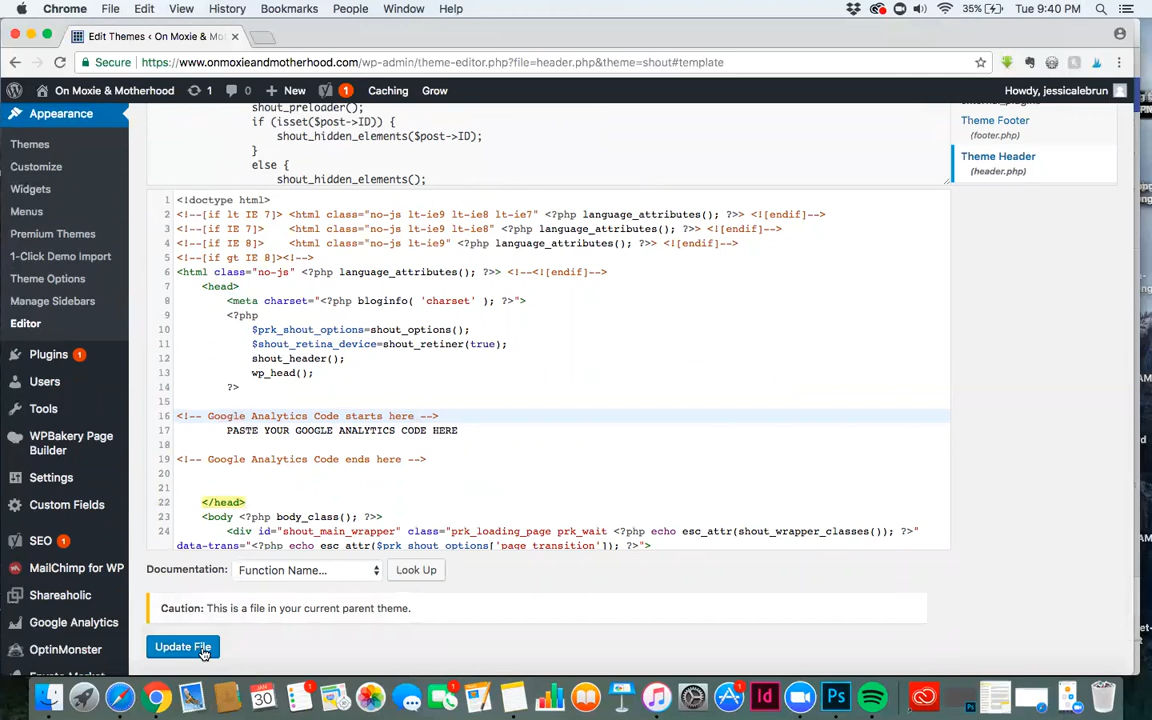 Chrome File Edit View History Bookmarks People Window Help 35% Tue 9:40 PM
Edit Themes ‹ On Moxie & Mo
Secure https://www.onmoxieandmotherhood.com/wp-admin/theme-editor.php?file=header.php&theme=shout#template
On Moxie & Motherhood 1 0 New 1 Caching Grow Howdy, jessicalebrun
Appearance
Themes
Customize
Widgets
Menus
Premium Themes
1-Click Demo Import
Theme Options
Manage Sidebars
Editor
Plugins 1
Users
Tools
WPBakery Page
Builder
Settings
Custom Fields
SEO 1
MailChimp for WP
Shareaholic
Google Analytics
OptinMonster
shout_preloader();
if (isset($post->ID)) {
shout_hidden_elements($post->ID);
}
else {
shout_hidden_elements();
Theme Footer
(footer.php)
Theme Header
(header.php)
1 <!doctype html>
2 <!--[if lt IE 7]> <html class="no-js lt-ie9 lt-ie8 lt-ie7" <?php language_attributes(); ?>> <![endif]-->
3 <!--[if IE 7]> <html class="no-js lt-ie9 lt-ie8" <?php language_attributes(); ?>> <![endif]-->
4 <!--[if IE 8]> <html class="no-js lt-ie9" <?php language_attributes(); ?>> <![endif]-->
5 <!--[if gt IE 8]><!-->
6 <html class="no-js" <?php language_attributes(); ?>> <!--<![endif]-->
7 <head>
8 <meta charset="<?php bloginfo( 'charset' ); ?>">
9 <?php
10 $prk_shout_options=shout_options();
11 $shout_retina_device=shout_retiner(true);
12 shout_header();
13 wp_head();
14 ?>
15
16 <!-- Google Analytics Code starts here -->
17 PASTE YOUR GOOGLE ANALYTICS CODE HERE
18
19 <!-- Google Analytics Code ends here -->
20
21
22 </head>
23 <body <?php body_class(); ?>>
24 <div id="shout_main_wrapper" class="prk_loading_page prk_wait <?php echo esc_attr(shout_wrapper_classes()); ?>"
data-trans="<?php echo esc_attr($prk_shout_options['page_transition']); ?>">
Documentation: Function Name... Look Up
Caution: This is a file in your current parent theme.
Update File
JAN
30
1
1
Id
Ps